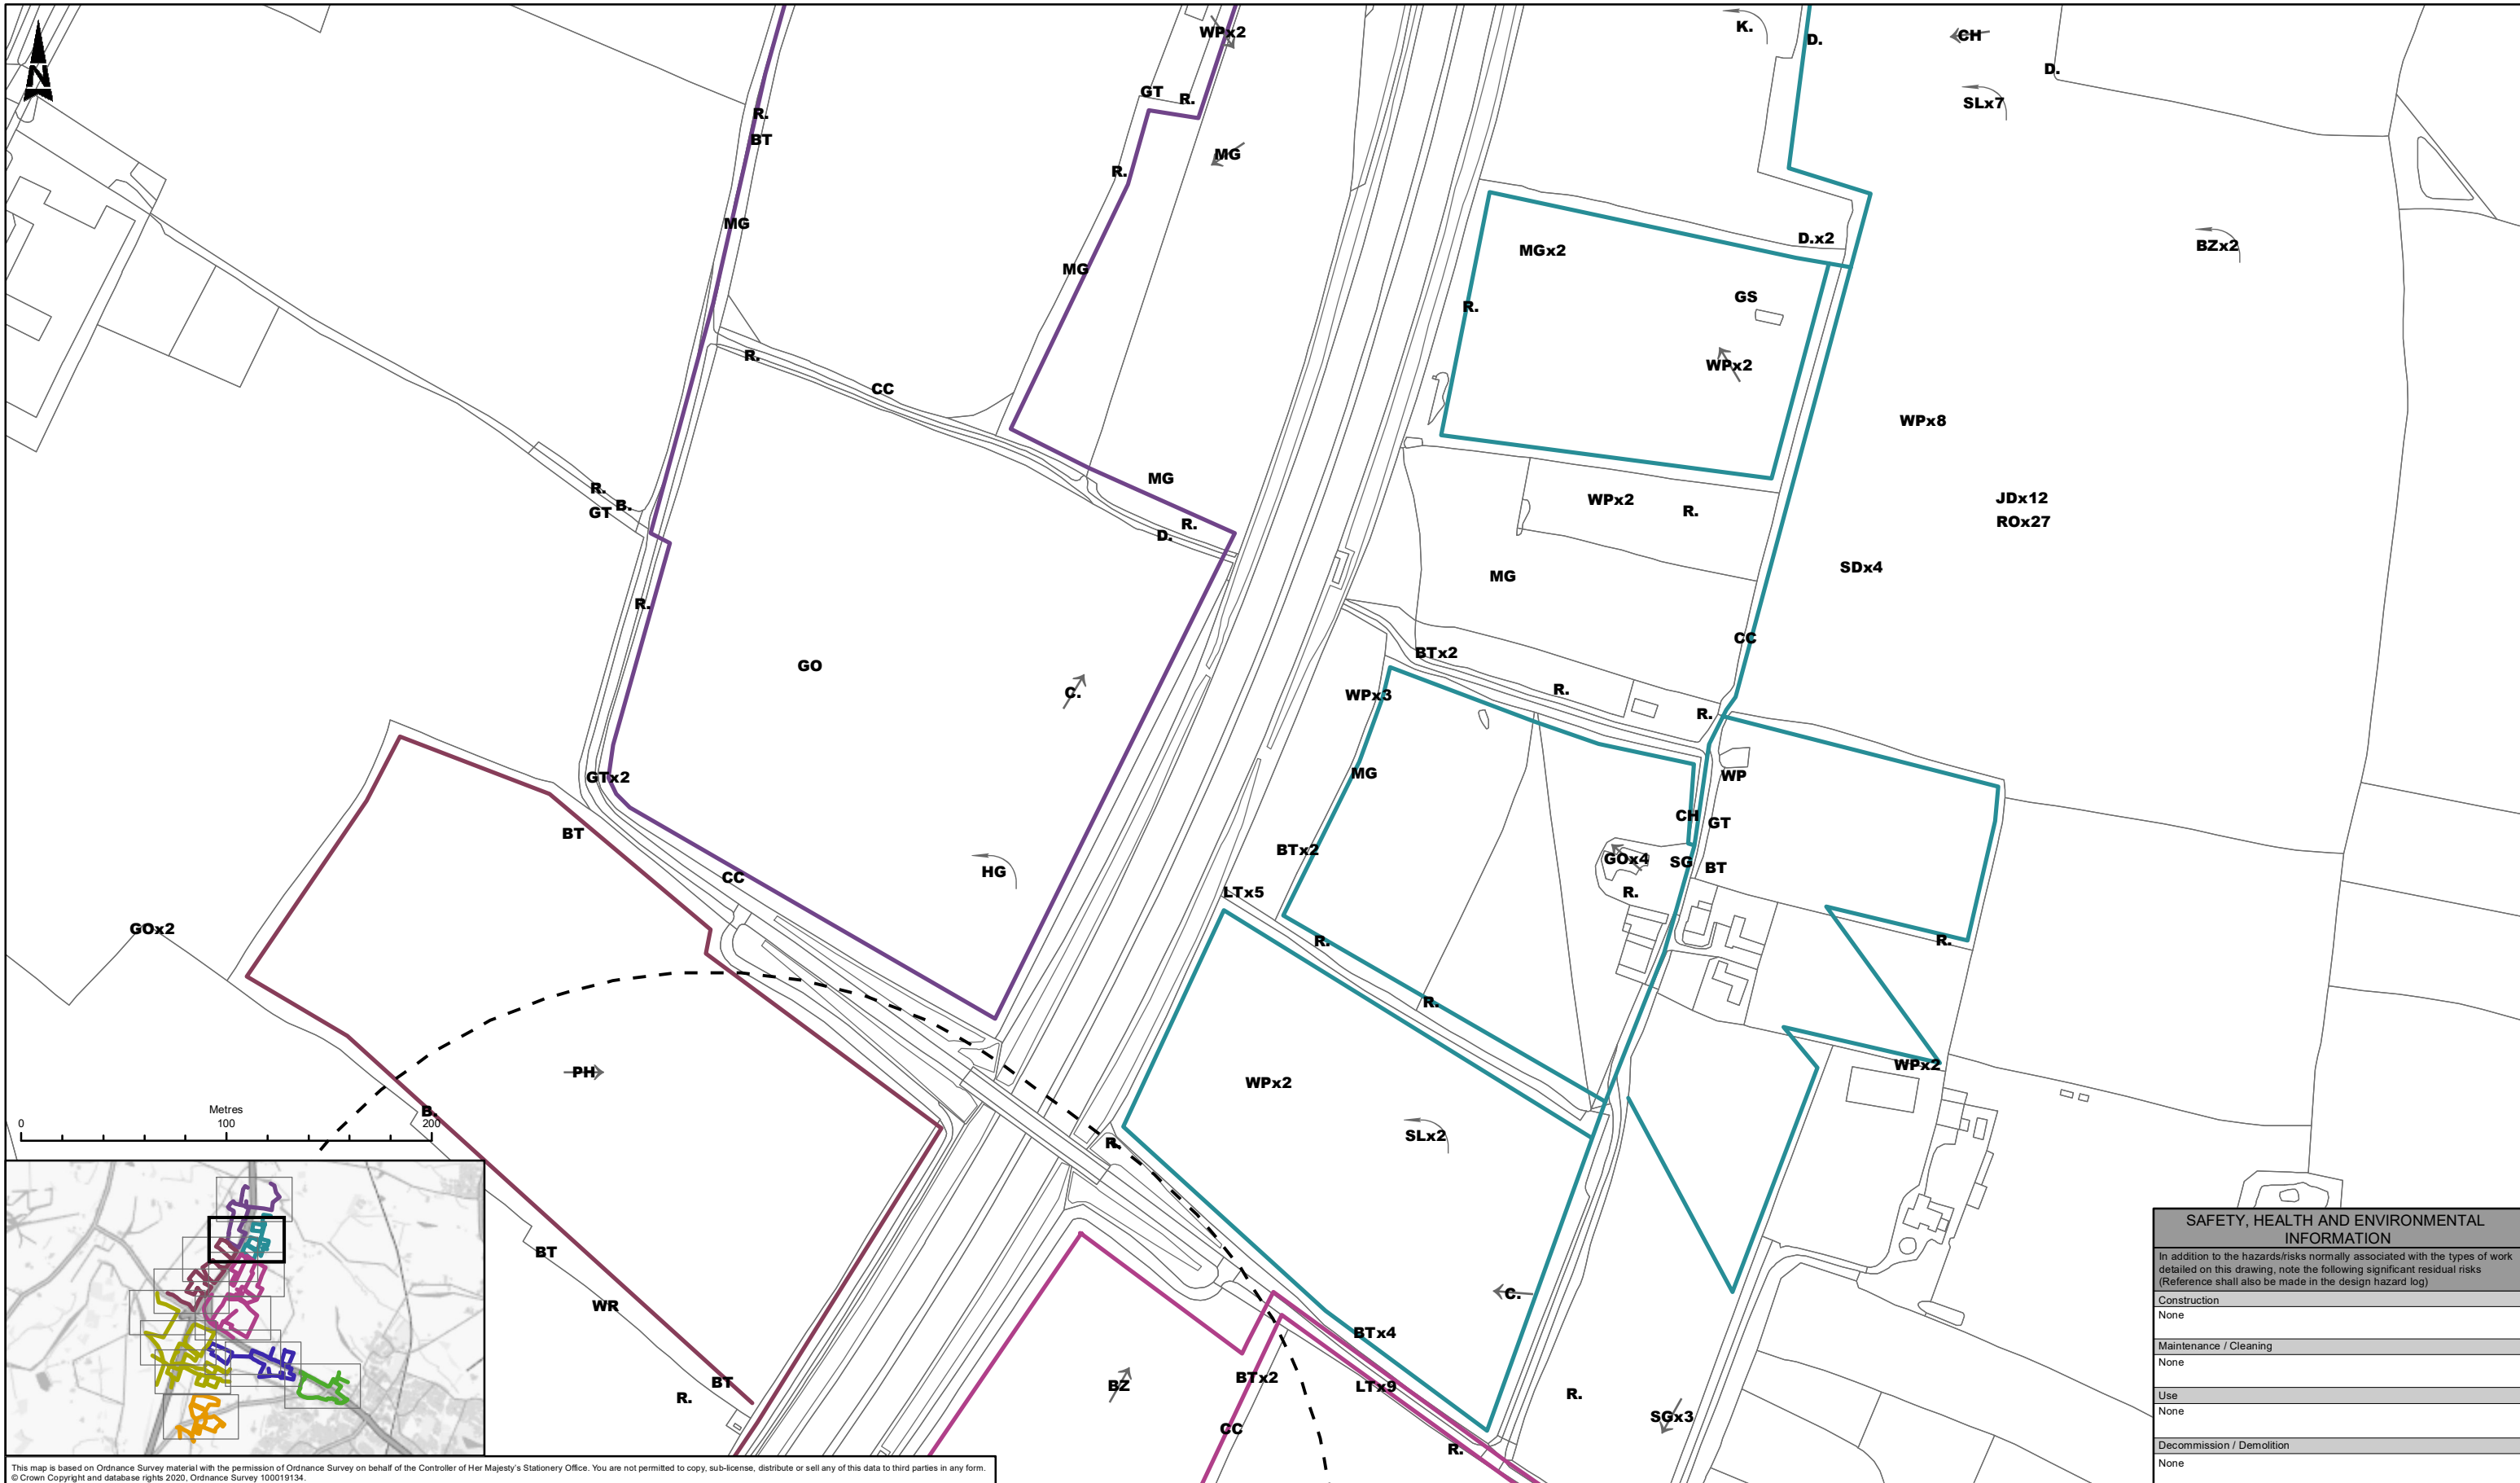 N
WPx2
K.
D.
CH
D.
GT
R.
SLx7
R.
BT
MG
R.
MG
D.x2
BZx2
MGx2
MG
GS
R.
R.
WPx2
CC
WPx8
MG
R.
B.
GT
WPx2
R.
JDx12
ROx27
R.
D.
SDx4
MG
R.
CC
BTx2
GO
C.
WPx3
R.
R.
GTx2
MG
WP
BT
CH
GT
BTx2
GOx4
SG
BT
HG
CC
LTx5
R.
GOx2
R.
R.
R.
PH
WPx2
WPx2
Metres
0
100
200
B.
R.
SLx2
BT
WR
C.
BTx4
BT
R.
BZ
BTx2
LTx9
R.
SGx3
CC
R.
SAFETY, HEALTH AND ENVIRONMENTAL
INFORMATION
In addition to the hazards/risks normally associated with the types of work
detailed on this drawing, note the following significant residual risks
(Reference shall also be made in the design hazard log)
Construction
None
Maintenance / Cleaning
None
Use
None
Decommission / Demolition
None
This map is based on Ordnance Survey material with the permission of Ordnance Survey on behalf of the Controller of Her Majesty's Stationery Office. You are not permitted to copy, sub-license, distribute or sell any of this data to third parties in any form.
© Crown Copyright and database rights 2020, Ordnance Survey 100019134.